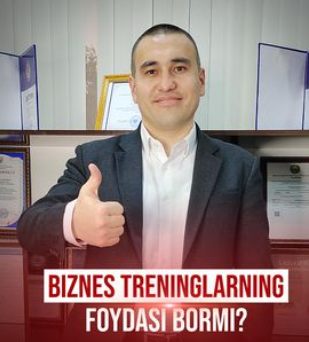 BIZNES TRENINGLARNING
FOYDASI BORMI?